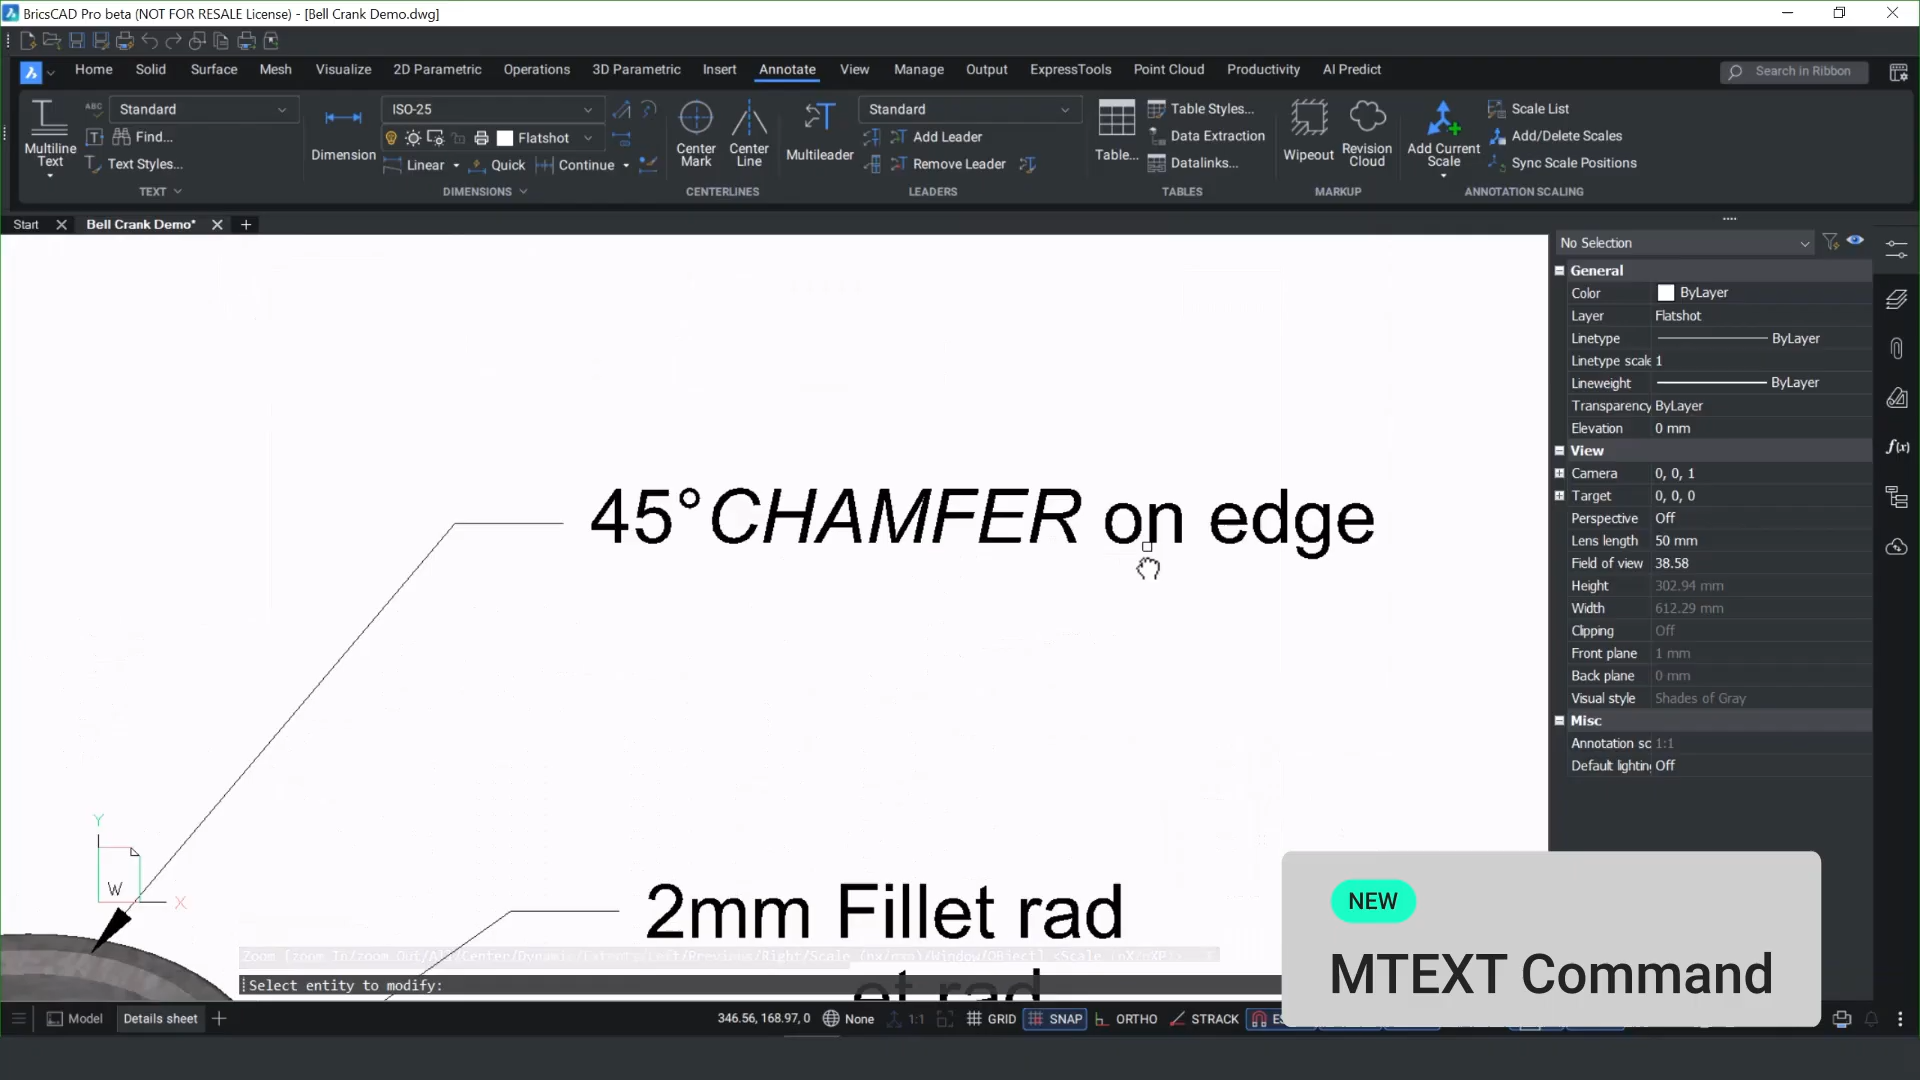 BricsCAD Pro beta (NOT FOR RESALE License) - [Bell Crank Demo.dwg]
Home Solid Surface Mesh Visualize 2D Parametric Operations 3D Parametric Insert Annotate View Manage Output ExpressTools Point Cloud Productivity AI Predict Search in Ribbon
Multiline Text
ABC Standard
Find...
Text Styles...
TEXT
Dimension
ISO-25
Flatshot
Linear Quick Continue
DIMENSIONS
Center Mark
Center Line
CENTERLINES
Multileader
Standard
Add Leader
Remove Leader
LEADERS
Table...
Table Styles...
Data Extraction
Datalinks...
TABLES
Wipeout
Revision Cloud
MARKUP
Add Current Scale
Scale List
Add/Delete Scales
Sync Scale Positions
ANNOTATION SCALING
Start Bell Crank Demo*
45°CHAMFER on edge
2mm Fillet rad
et rad
Y
W
X
Select entity to modify:
No Selection
General
Color ByLayer
Layer Flatshot
Linetype ByLayer
Linetype scale 1
Lineweight ByLayer
Transparency ByLayer
Elevation 0 mm
View
Camera 0, 0, 1
Target 0, 0, 0
Perspective Off
Lens length 50 mm
Field of view 38.58
Height 302.94 mm
Width 612.29 mm
Clipping Off
Front plane 1 mm
Back plane 0 mm
Visual style Shades of Gray
Misc
Annotation sc 1:1
Default lightin Off
f(x)
NEW
MTEXT Command
Model Details sheet
346.56, 168.97, 0 None 1:1 GRID SNAP ORTHO STRACK ES